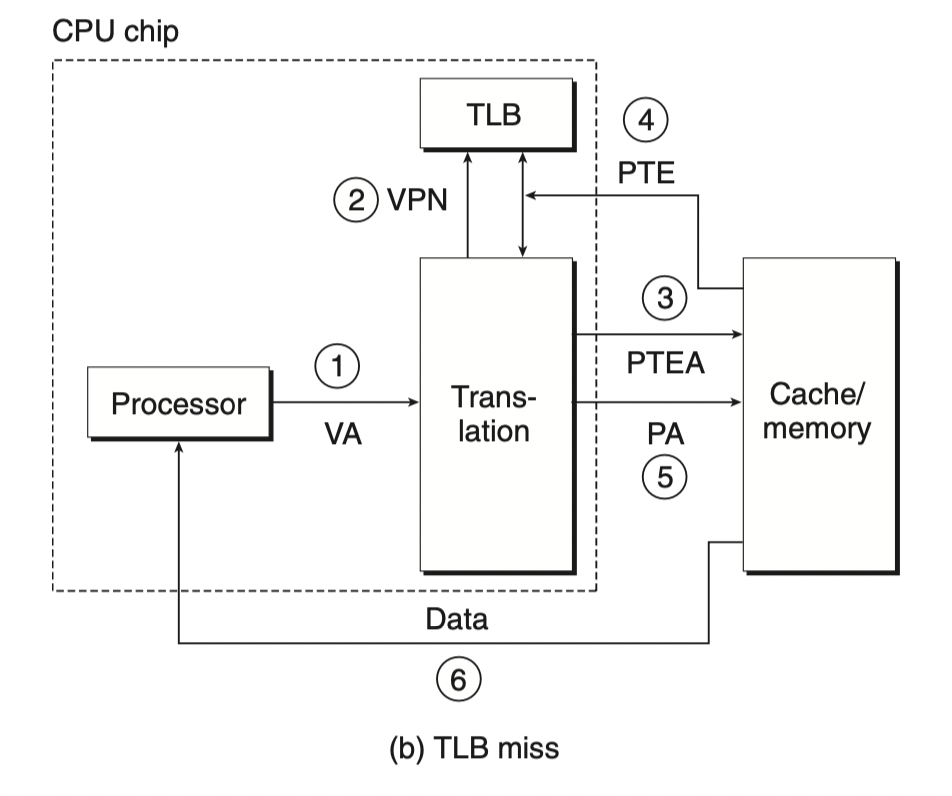 CPU chip
TLB
4
PTE
2 VPN
3
PTEA
1
Processor
VA
Trans-
lation
Cache/
memory
PA
5
Data
6
(b) TLB miss